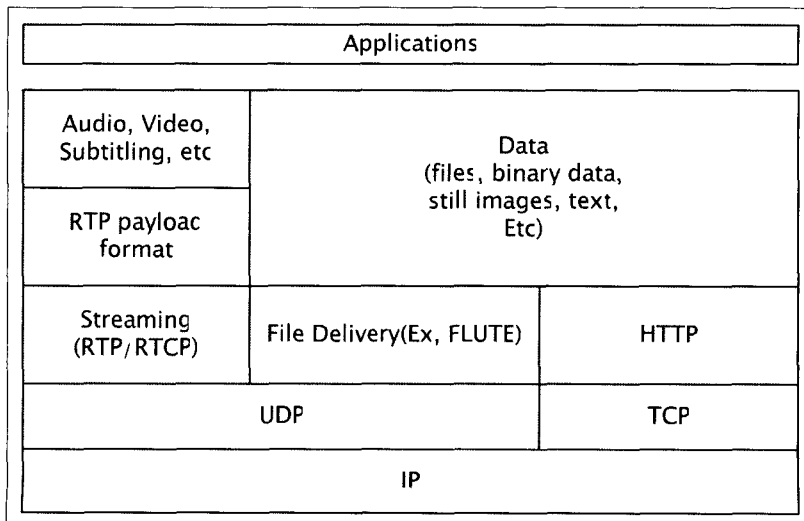 Applications
Audio, Video,
Subtitling, etc
Data
(files, binary data,
still images, text,
Etc)
RTP payloac
format
Streaming
(RTP/RTCP)
File Delivery(Ex, FLUTE)
HTTP
UDP
TCP
IP